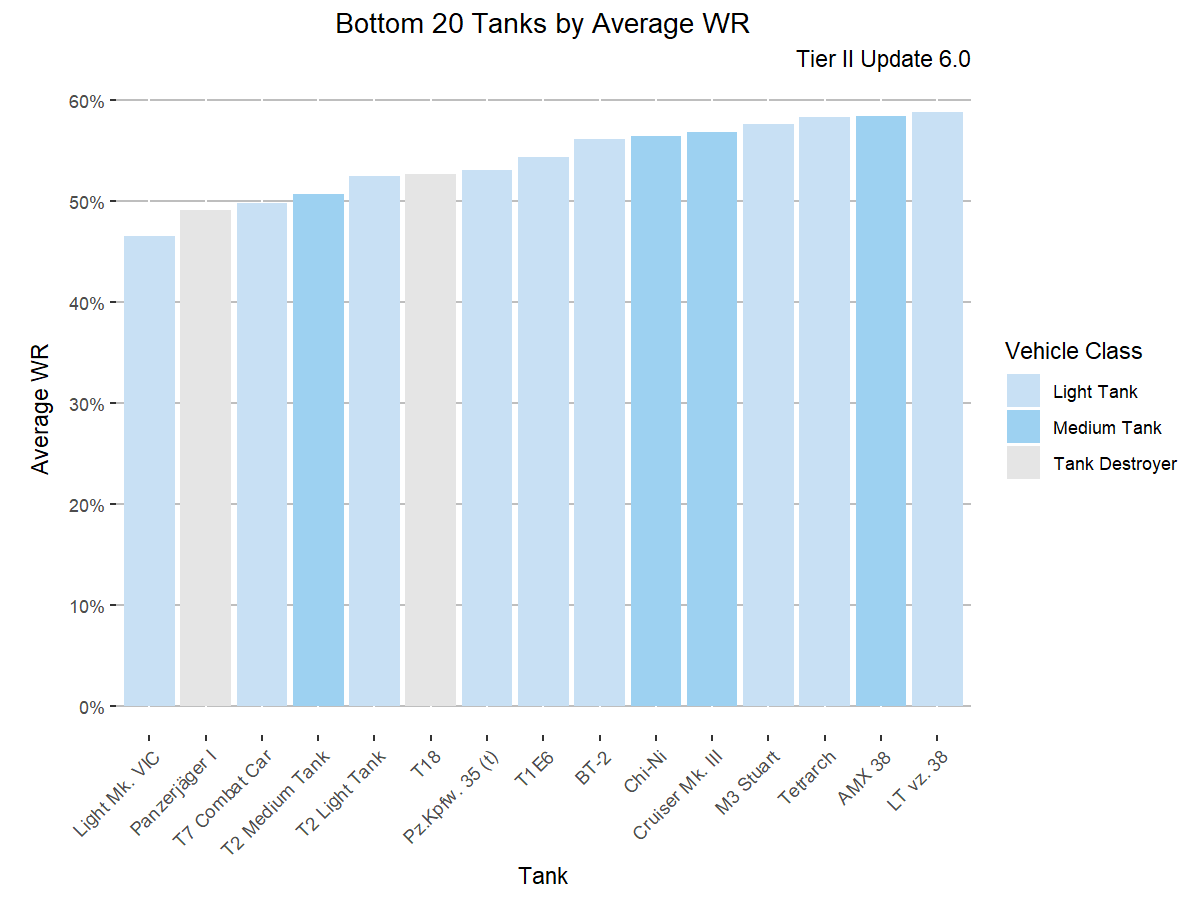 Bottom 20 Tanks by Average WR
Tier II Update 6.0
60%
50%
40%
30%
20%
10%
0%
Average WR
Light Mk. VIC
Panzerjäger I
T7 Combat Car
T2 Medium Tank
T2 Light Tank
T18
Pz.Kpfw. 35 (t)
T1E6
BT-2
Chi-Ni
Cruiser Mk. III
M3 Stuart
Tetrarch
AMX 38
LT vz. 38
Tank
Vehicle Class
Light Tank
Medium Tank
Tank Destroyer